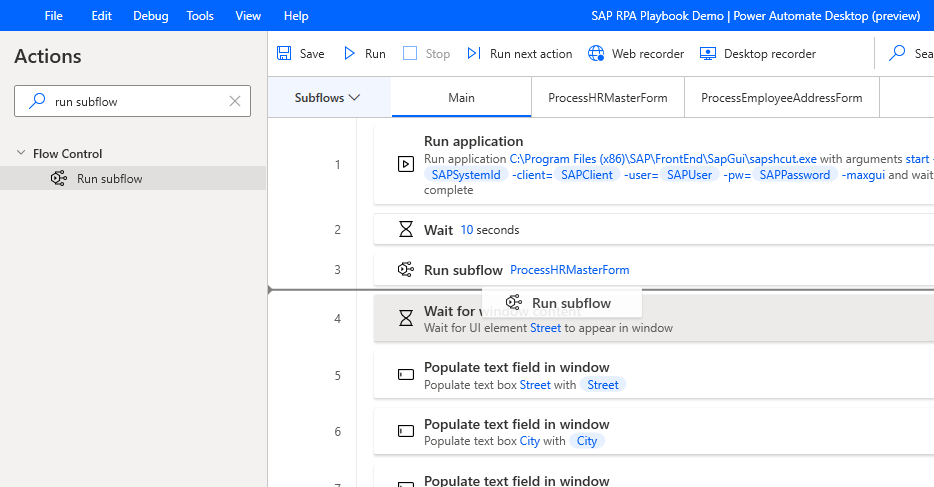 File Edit Debug Tools View Help SAP RPA Playbook Demo | Power Automate Desktop (preview)
Actions
Save Run Stop Run next action Web recorder Desktop recorder Sea
run subflow
Subflows Main ProcessHRMasterForm ProcessEmployeeAddressForm
Flow Control
Run subflow
1 Run application
Run application C:\Program Files (x86)\SAP\FrontEnd\SapGui\sapshcut.exe with arguments start -
SAPSystemId -client= SAPClient -user= SAPUser -pw= SAPPassword -maxgui and wait
complete
2 Wait 10 seconds
3 Run subflow ProcessHRMasterForm
Run subflow
4 Wait for window content
Wait for UI element Street to appear in window
5 Populate text field in window
Populate text box Street with Street
6 Populate text field in window
Populate text box City with City
7 Populate text field in window